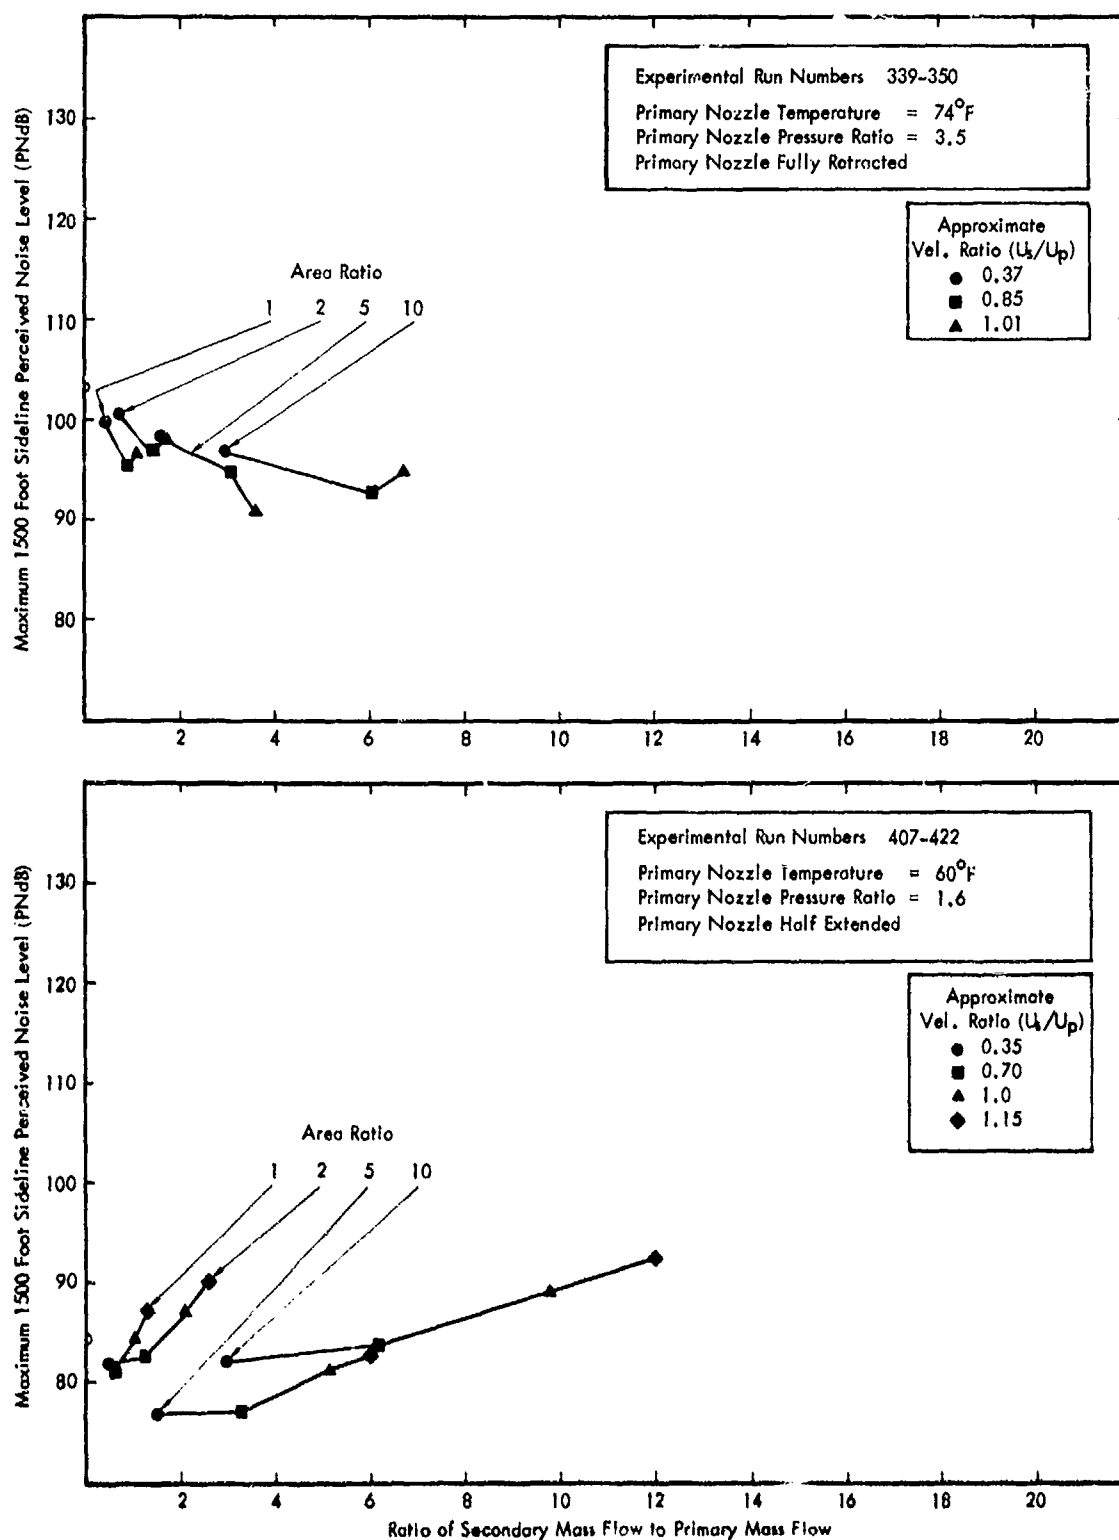 Experimental Run Numbers 339-350
Primary Nozzle Temperature = 74°F
Primary Nozzle Pressure Ratio = 3.5
Primary Nozzle Fully Retracted
Approximate
Vel. Ratio (Us/Up)
0.37
0.85
1.01
Maximum 1500 Foot Sideline Perceived Noise Level (PNdB)
130
120
110
100
90
80
Area Ratio
1 2 5 10
2 4 6 8 10 12 14 16 18 20
Experimental Run Numbers 407-422
Primary Nozzle Temperature = 60°F
Primary Nozzle Pressure Ratio = 1.6
Primary Nozzle Half Extended
Approximate
Vel. Ratio (Us/Up)
0.35
0.70
1.0
1.15
Maximum 1500 Foot Sideline Perceived Noise Level (PNdB)
130
120
110
100
90
80
Area Ratio
1 2 5 10
2 4 6 8 10 12 14 16 18 20
Ratio of Secondary Mass Flow to Primary Mass Flow